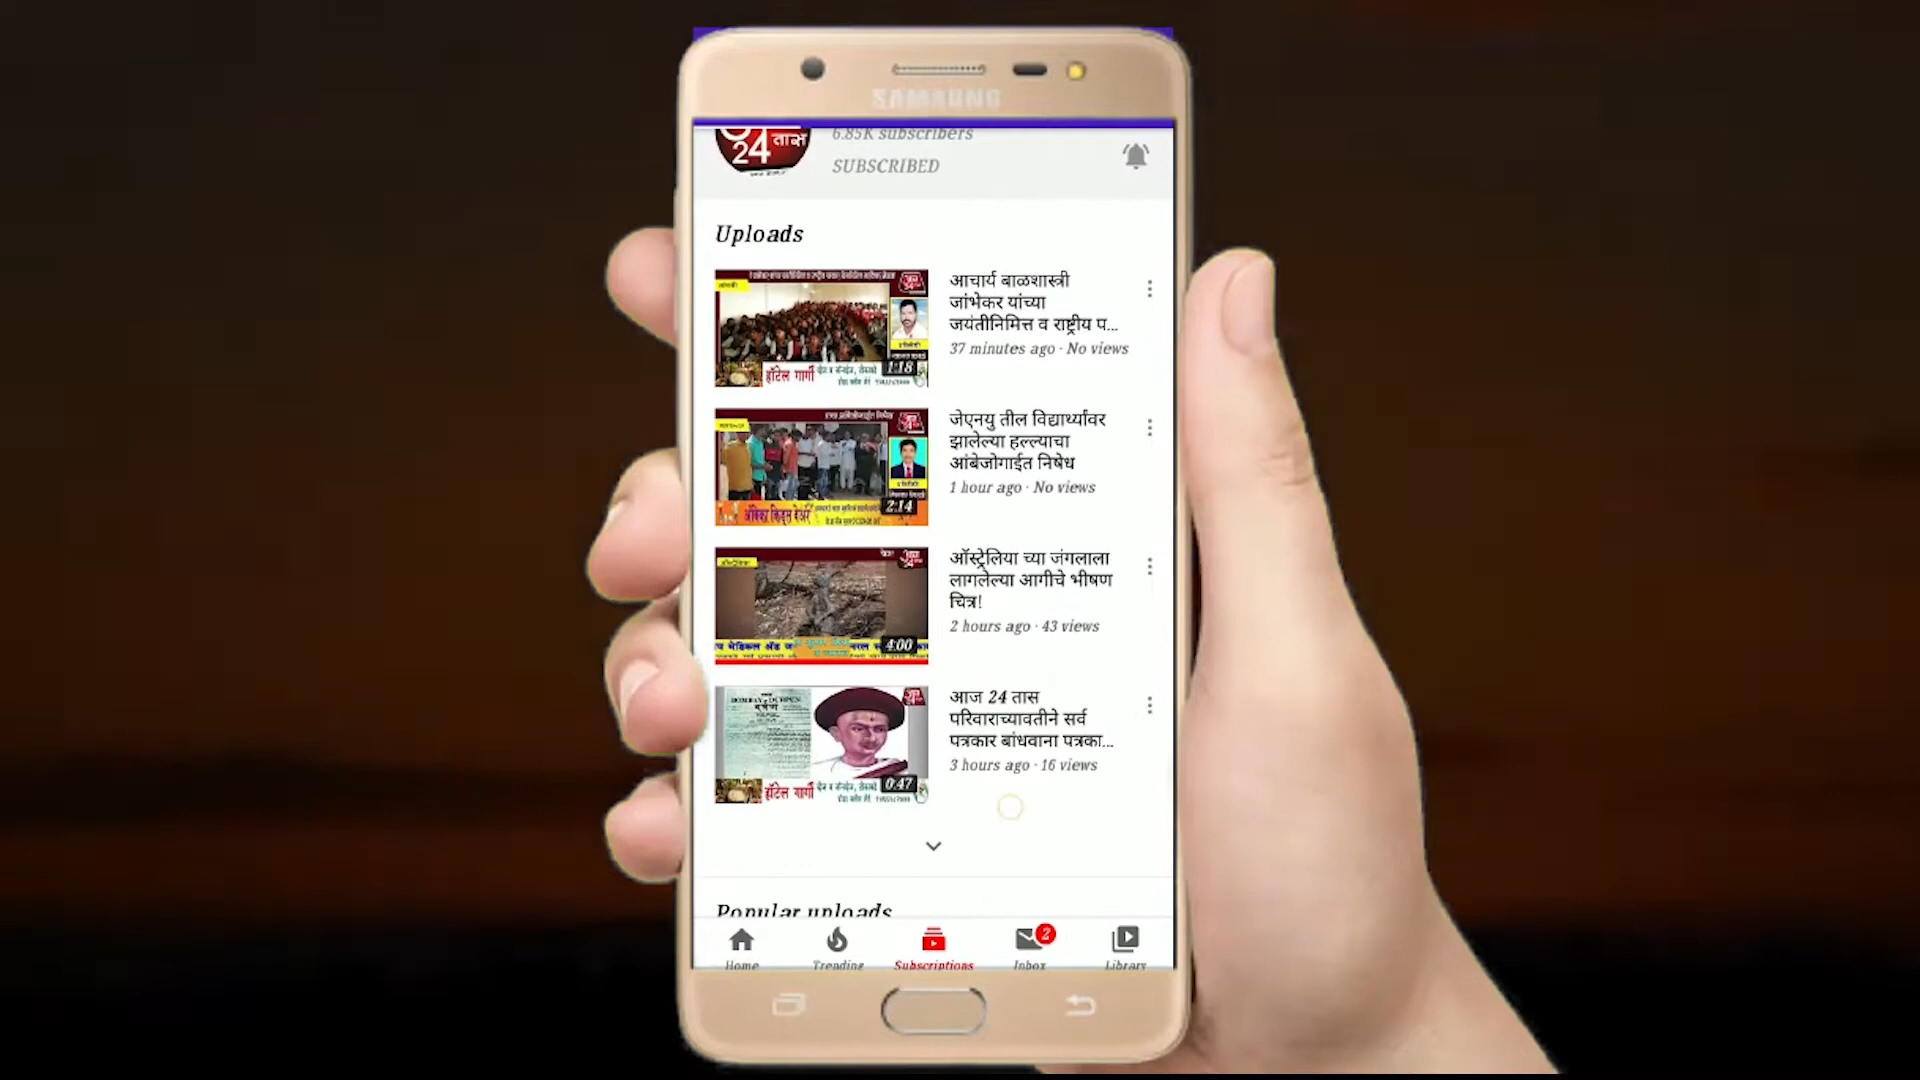 SAMSUNG
24 तास
6.85K subscribers
SUBSCRIBED
Uploads
आचार्य बाळशास्त्री
जांभेकर यांच्या
जयंतीनिमित्त व राष्ट्रीय प...
37 minutes ago · No views
1:18
हॉटेल गार्गी
जेएनयु तील विद्यार्थ्यांवर
झालेल्या हल्ल्याचा
आंबेजोगाईत निषेध
1 hour ago · No views
2:14
अंबिका किड्स वेअर
ऑस्ट्रेलिया च्या जंगलाला
लागलेल्या आगीचे भीषण
चित्र!
2 hours ago · 43 views
4:00
आज 24 तास
परिवाराच्यावतीने सर्व
पत्रकार बांधवाना पत्रका...
3 hours ago · 16 views
0:47
हॉटेल गार्गी
Popular uploads
2
Home Trending Subscriptions Inbox Library